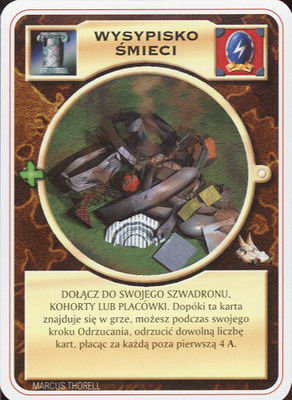 WYSYPISKO
ŚMIECI
DOŁĄCZ DO SWOJEGO SZWADRONU,
KOHORTY LUB PLACÓWKI. Dopóki ta karta
znajduje się w grze, możesz podczas swojego
kroku Odrzucania, odrzucić dowolną liczbę
kart, płacąc za każdą poza pierwszą 4 A.
MARCUS THORELL